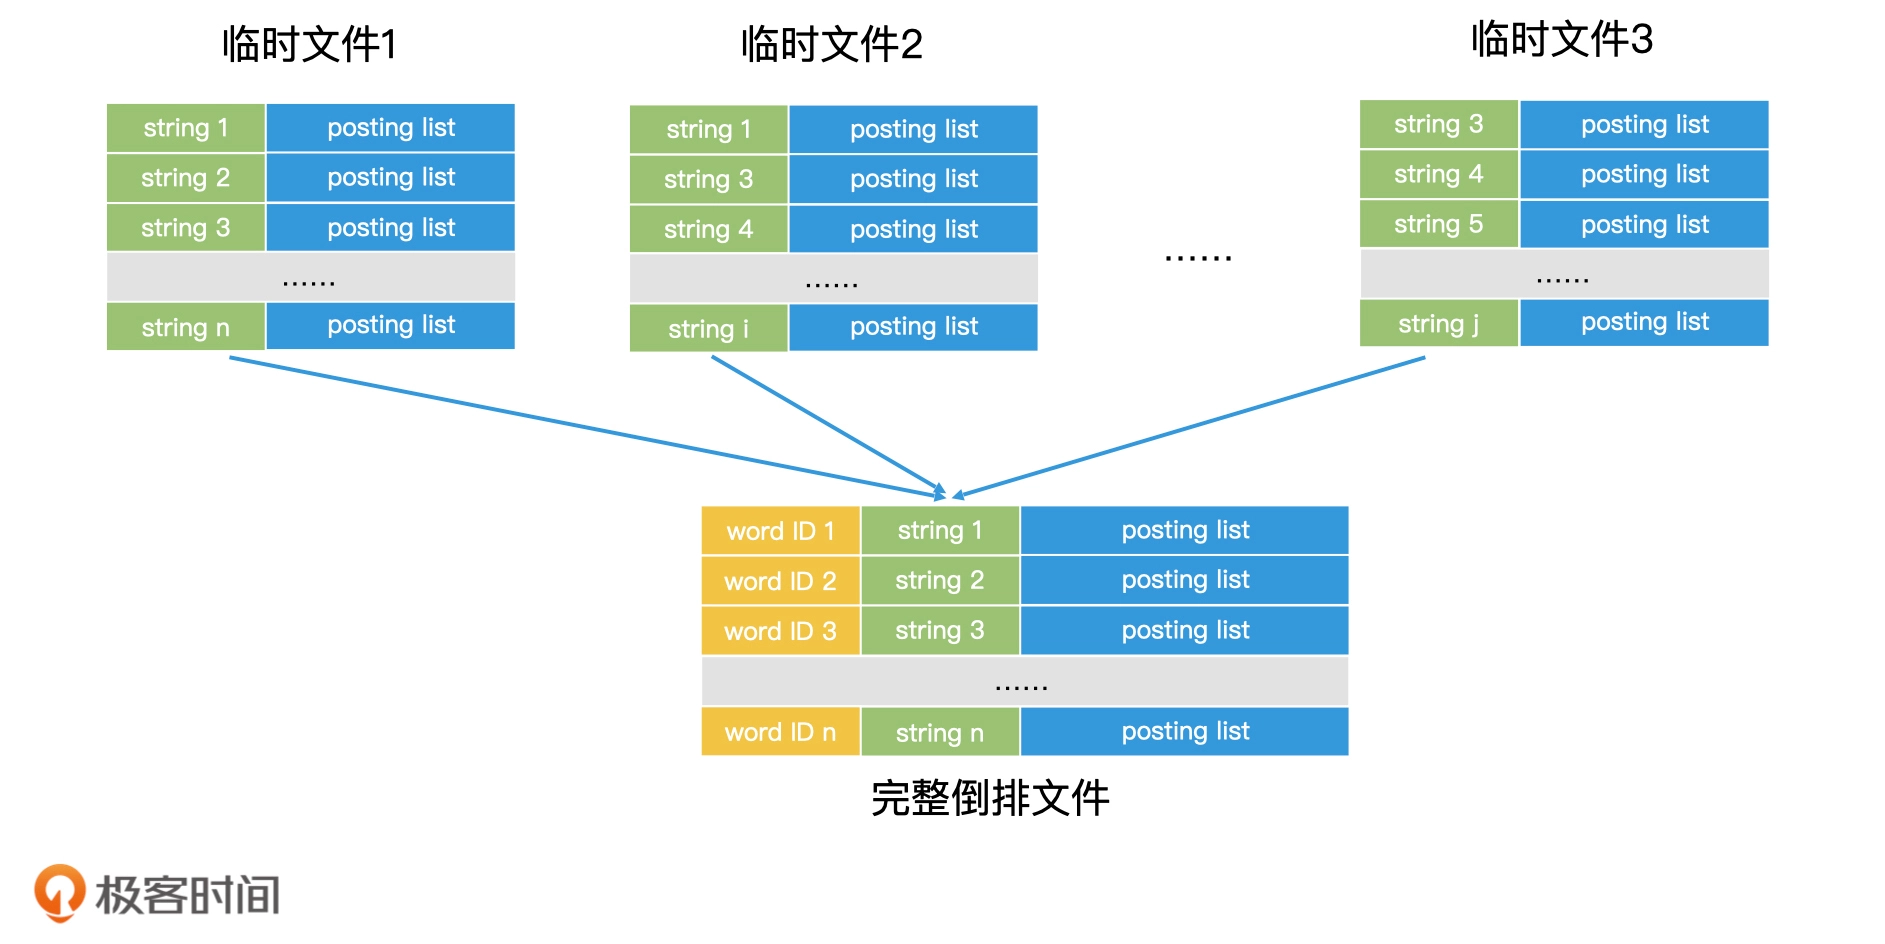 临时文件1
string 1 posting list
string 2 posting list
string 3 posting list
......
string n posting list
临时文件2
string 1 posting list
string 3 posting list
string 4 posting list
......
string i posting list
......
临时文件3
string 3 posting list
string 4 posting list
string 5 posting list
......
string j posting list
word ID 1 string 1 posting list
word ID 2 string 2 posting list
word ID 3 string 3 posting list
......
word ID n string n posting list
完整倒排文件
极客时间